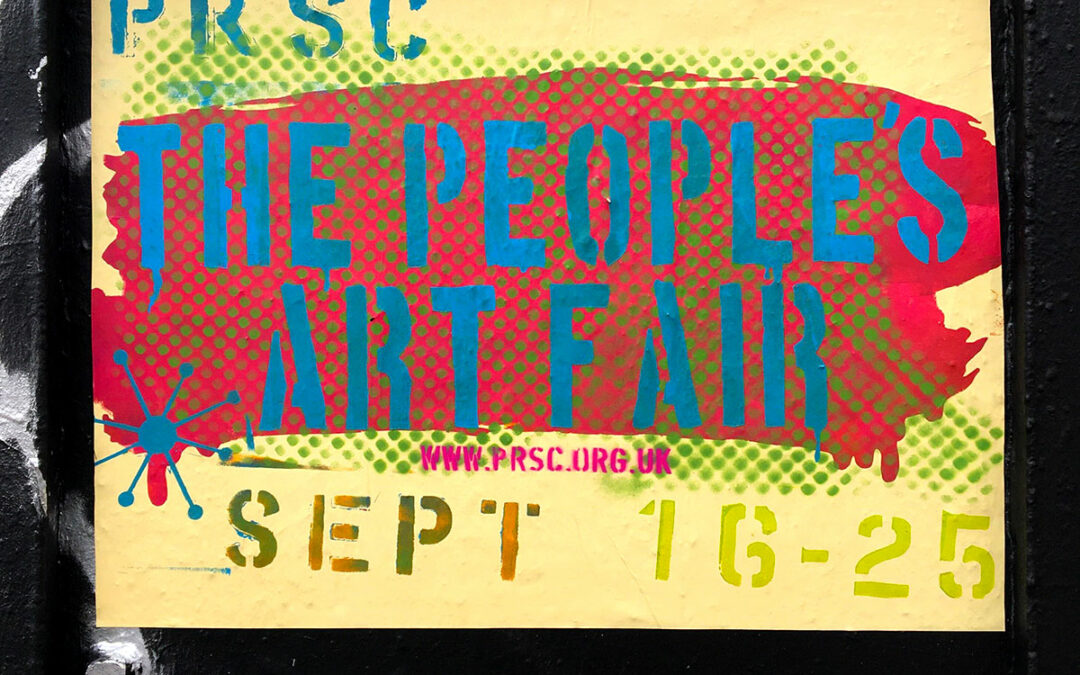 PRSC
THE PEOPLE'S
ART FAIR
WWW.PRSC.ORG.UK
SEPT 16-25